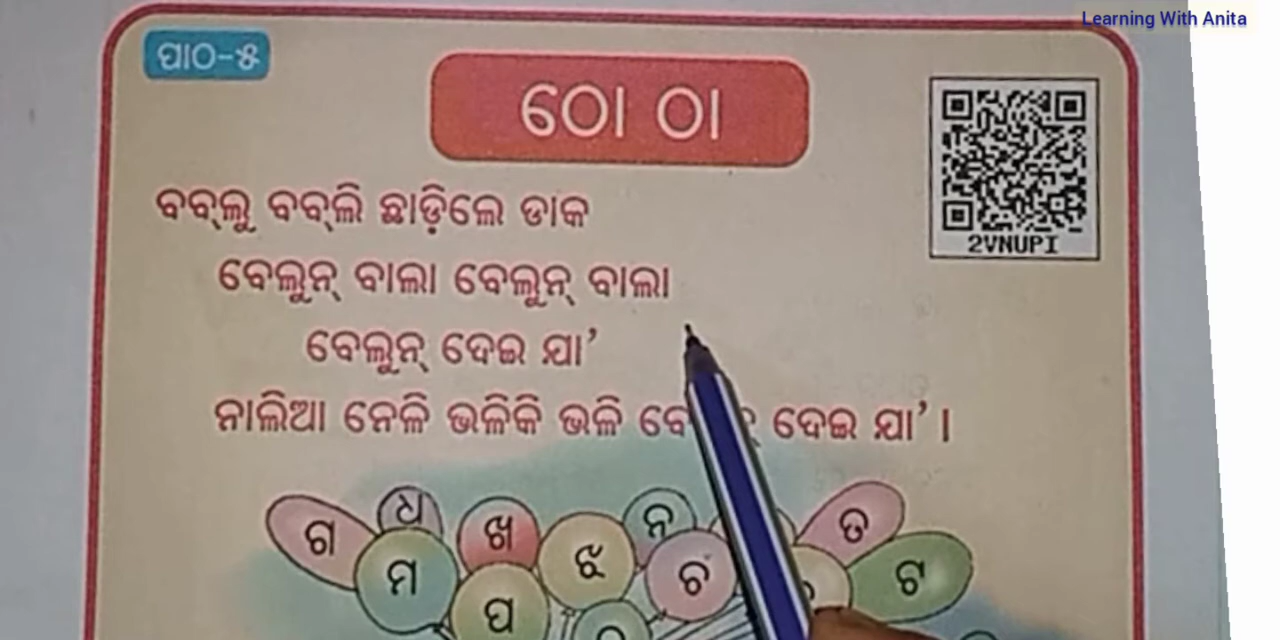 Learning With Anita
ପାଠ-୫
ଠୋ ଠା
2VNUPI
ବବ୍‌ଲୁ ବବ୍‌ଲି ଛାଡ଼ିଲେ ଡାକ
ବେଲୁନ୍ ବାଲା ବେଲୁନ୍ ବାଲା
ବେଲୁନ୍ ଦେଇ ଯା’
ନାଲିଆ ନେଳି ଭଳିକି ଭଳି ଦେଇ ଯା’ ।
ଗ ଧ ଖ ଝ ନ ତ
ମ ପ ଚ ଟ